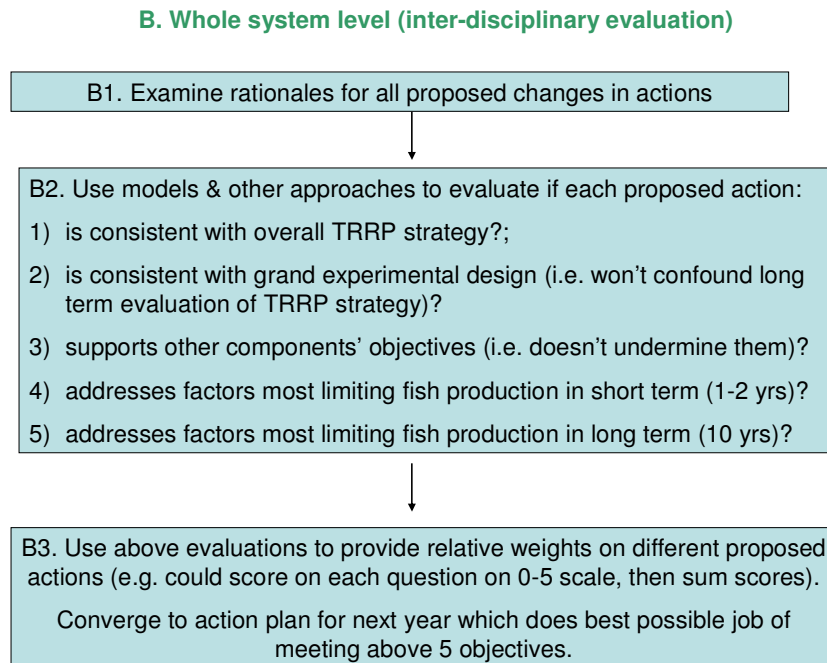 B. Whole system level (inter-disciplinary evaluation)
B1. Examine rationales for all proposed changes in actions
B2. Use models & other approaches to evaluate if each proposed action:
1) is consistent with overall TRRP strategy?;
2) is consistent with grand experimental design (i.e. won't confound long
term evaluation of TRRP strategy)?
3) supports other components' objectives (i.e. doesn't undermine them)?
4) addresses factors most limiting fish production in short term (1-2 yrs)?
5) addresses factors most limiting fish production in long term (10 yrs)?
B3. Use above evaluations to provide relative weights on different proposed
actions (e.g. could score on each question on 0-5 scale, then sum scores).
Converge to action plan for next year which does best possible job of
meeting above 5 objectives.